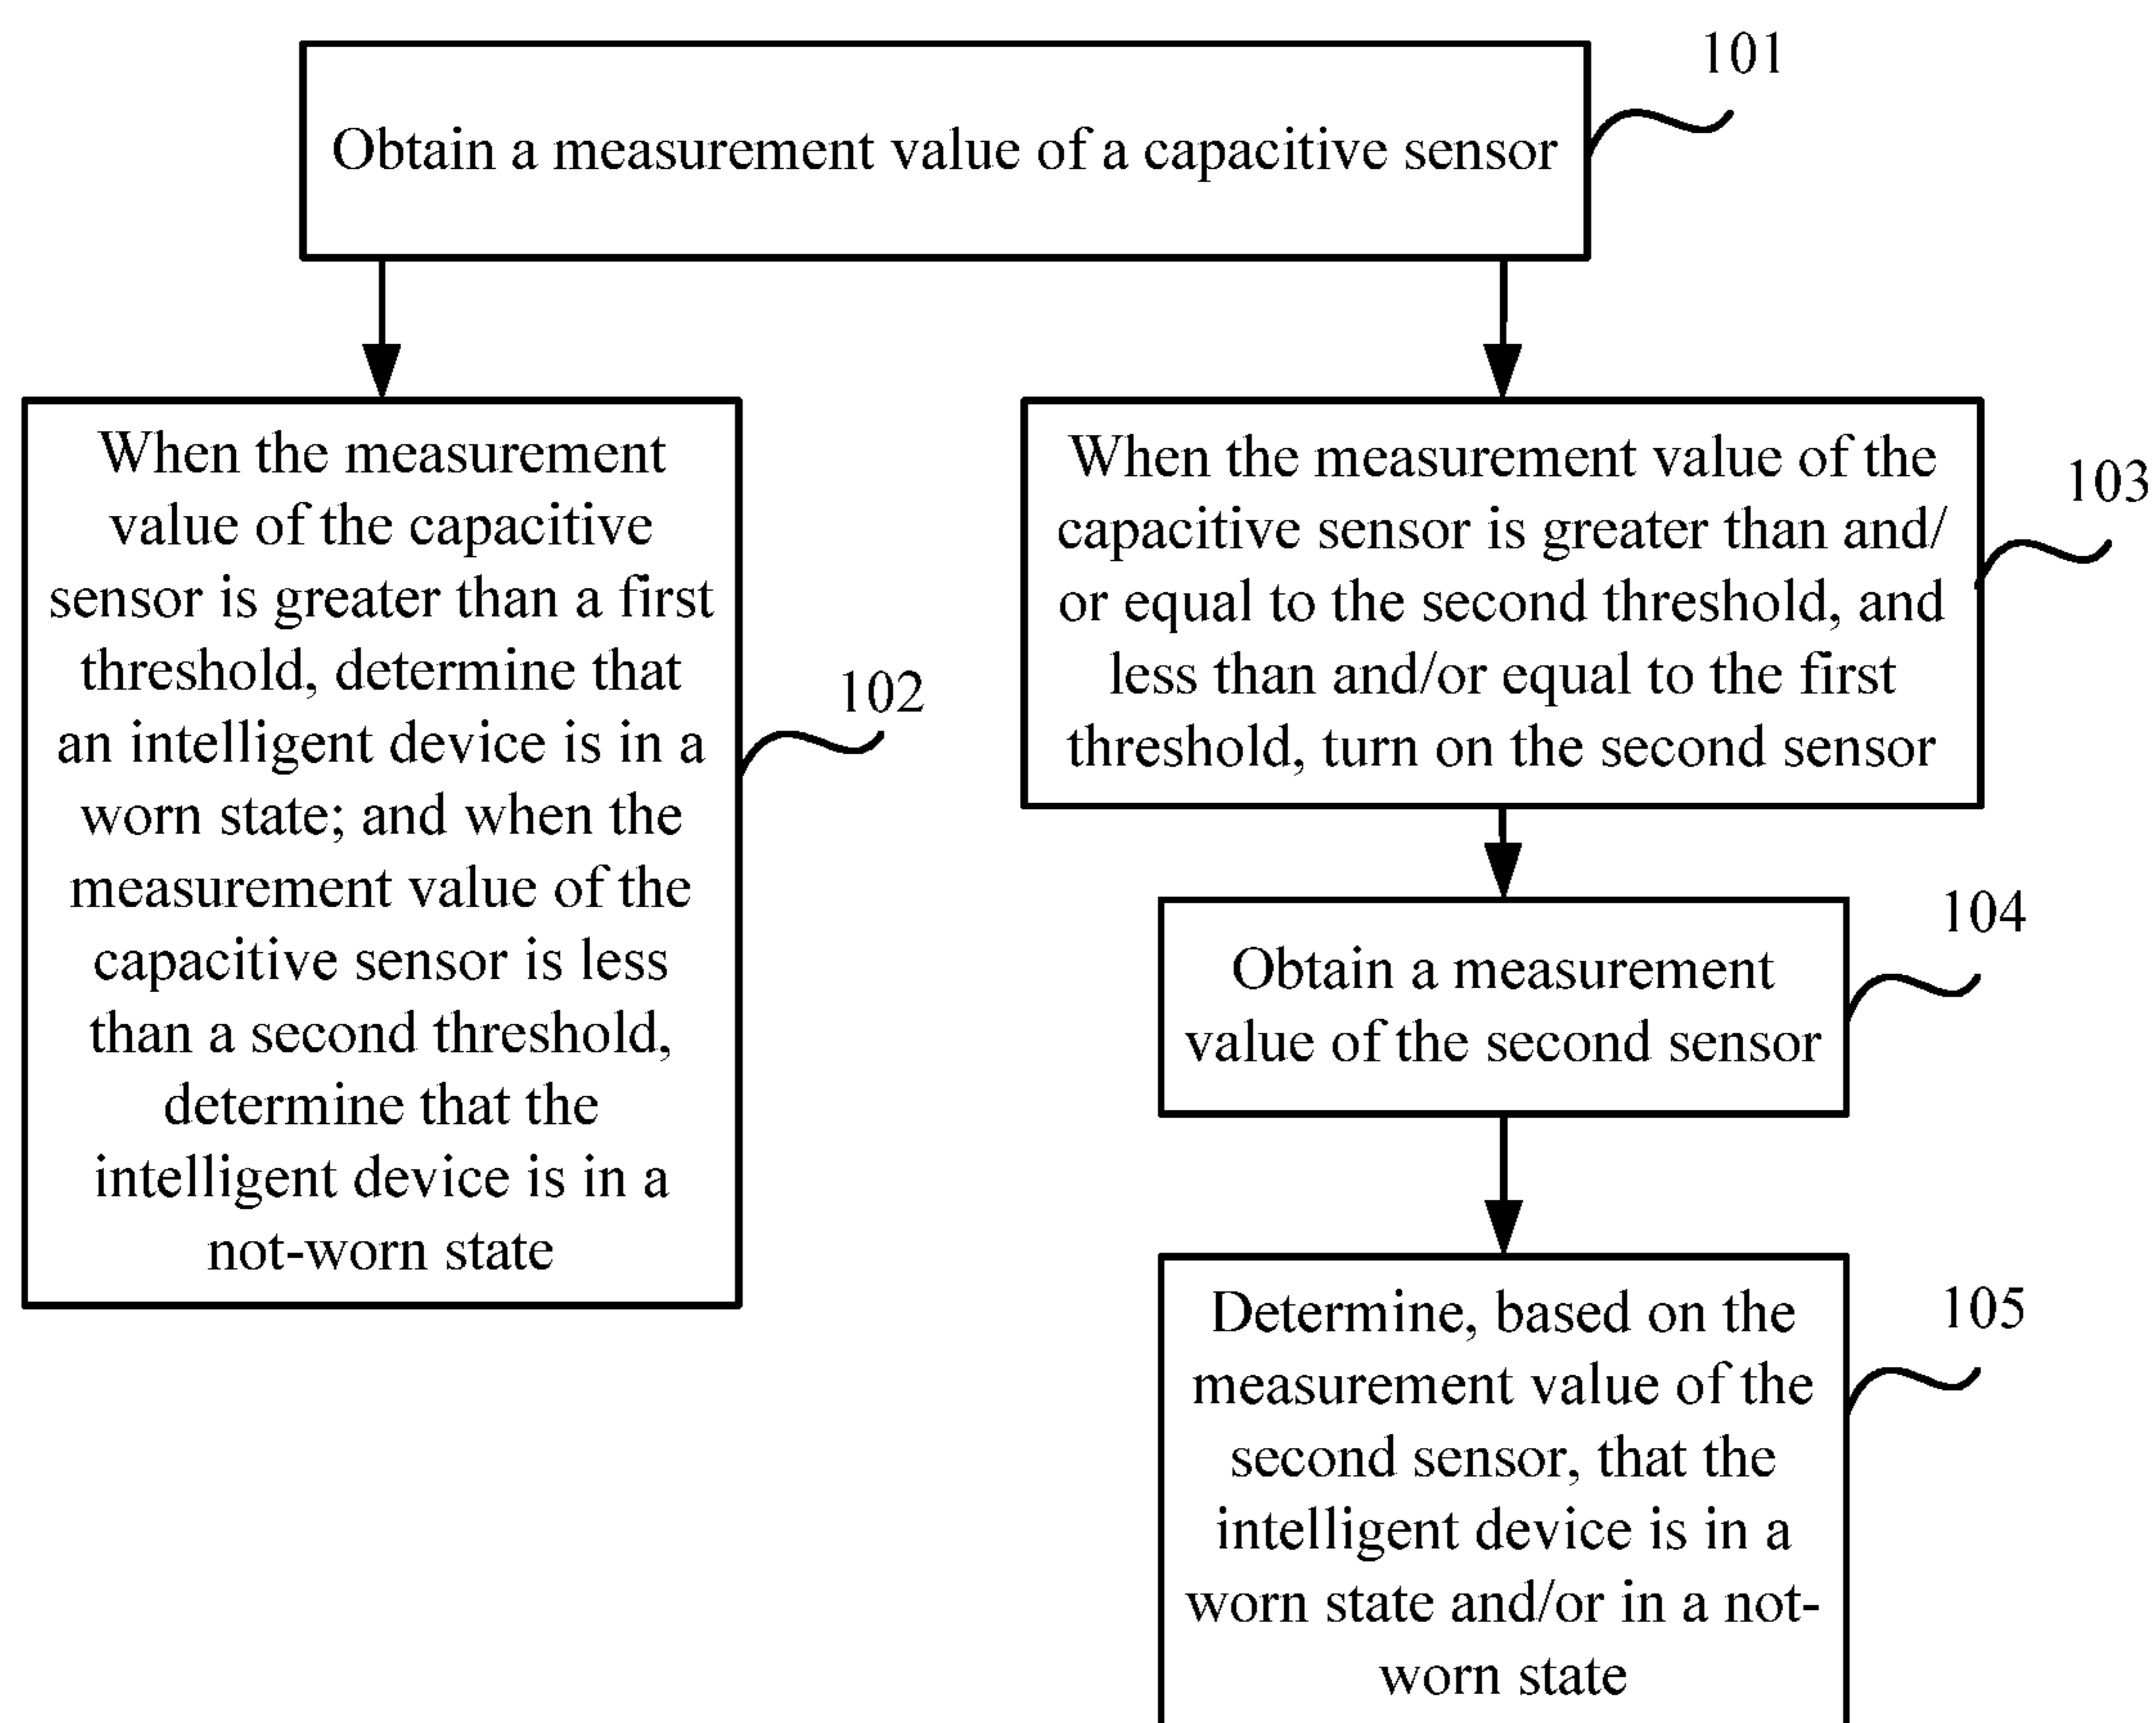 101
Obtain a measurement value of a capacitive sensor
When the measurement
value of the capacitive
sensor is greater than a first
threshold, determine that
an intelligent device is in a
worn state; and when the
measurement value of the
capacitive sensor is less
than a second threshold,
determine that the
intelligent device is in a
not-worn state
102
When the measurement value of the
capacitive sensor is greater than and/
or equal to the second threshold, and
less than and/or equal to the first
threshold, turn on the second sensor
103
Obtain a measurement
value of the second sensor
104
Determine, based on the
measurement value of the
second sensor, that the
intelligent device is in a
worn state and/or in a not-
worn state
105